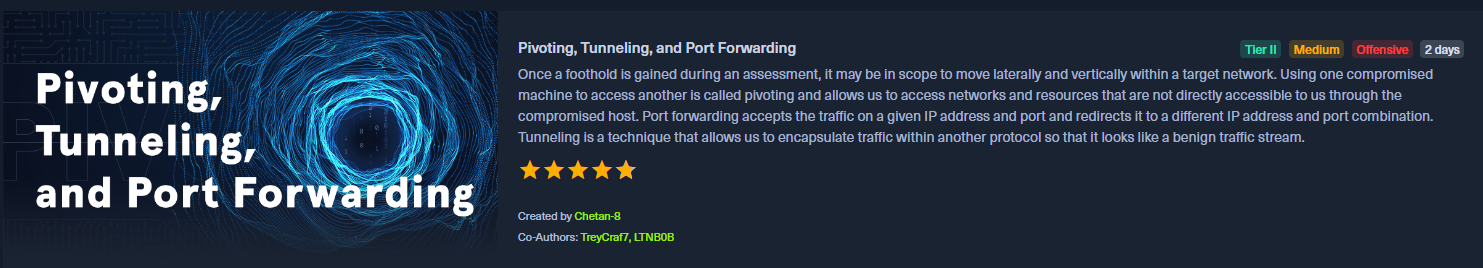 Pivoting,
Tunneling,
and Port Forwarding
Pivoting, Tunneling, and Port Forwarding
Tier II
Medium
Offensive
2 days
Once a foothold is gained during an assessment, it may be in scope to move laterally and vertically within a target network. Using one compromised
machine to access another is called pivoting and allows us to access networks and resources that are not directly accessible to us through the
compromised host. Port forwarding accepts the traffic on a given IP address and port and redirects it to a different IP address and port combination.
Tunneling is a technique that allows us to encapsulate traffic within another protocol so that it looks like a benign traffic stream.
Created by Chetan-8
Co-Authors: TreyCraf7, LTNB0B